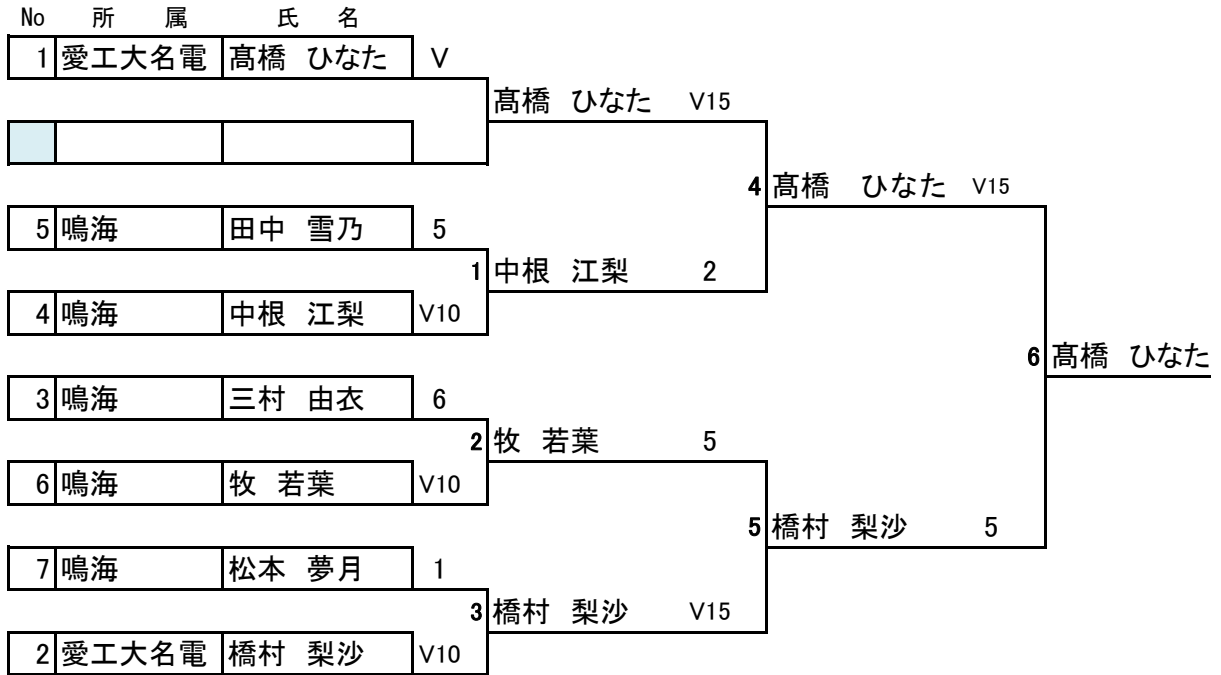 No 所 属 氏 名
1 愛工大名電 髙橋 ひなた V
髙橋 ひなた V15
4 髙橋 ひなた V15
5 鳴海 田中 雪乃 5
1 中根 江梨 2
4 鳴海 中根 江梨 V10
6 髙橋 ひなた
3 鳴海 三村 由衣 6
2 牧 若葉 5
6 鳴海 牧 若葉 V10
5 橋村 梨沙 5
7 鳴海 松本 夢月 1
3 橋村 梨沙 V15
2 愛工大名電 橋村 梨沙 V10